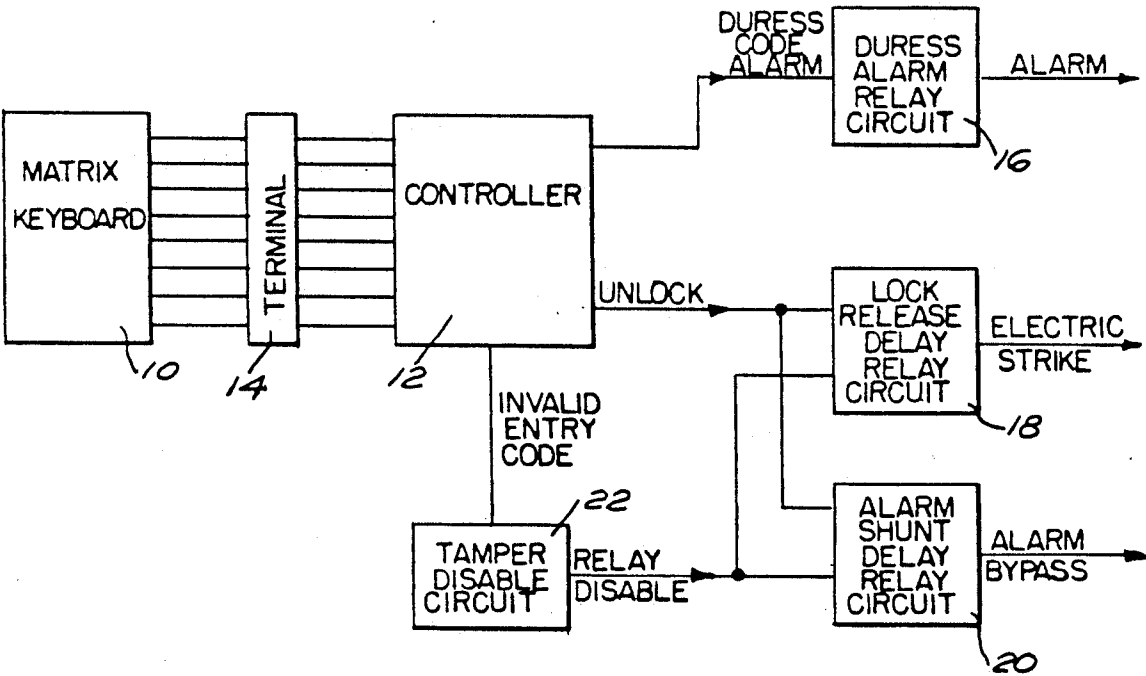 MATRIX
KEYBOARD
10
TERMINAL
14
CONTROLLER
12
DURESS
CODE
ALARM
DURESS
ALARM
RELAY
CIRCUIT
16
ALARM
UNLOCK
LOCK
RELEASE
DELAY
RELAY
CIRCUIT
18
ELECTRIC
STRIKE
INVALID
ENTRY
CODE
TAMPER
DISABLE
CIRCUIT
22
RELAY
DISABLE
ALARM
SHUNT
DELAY
RELAY
CIRCUIT
20
ALARM
BYPASS